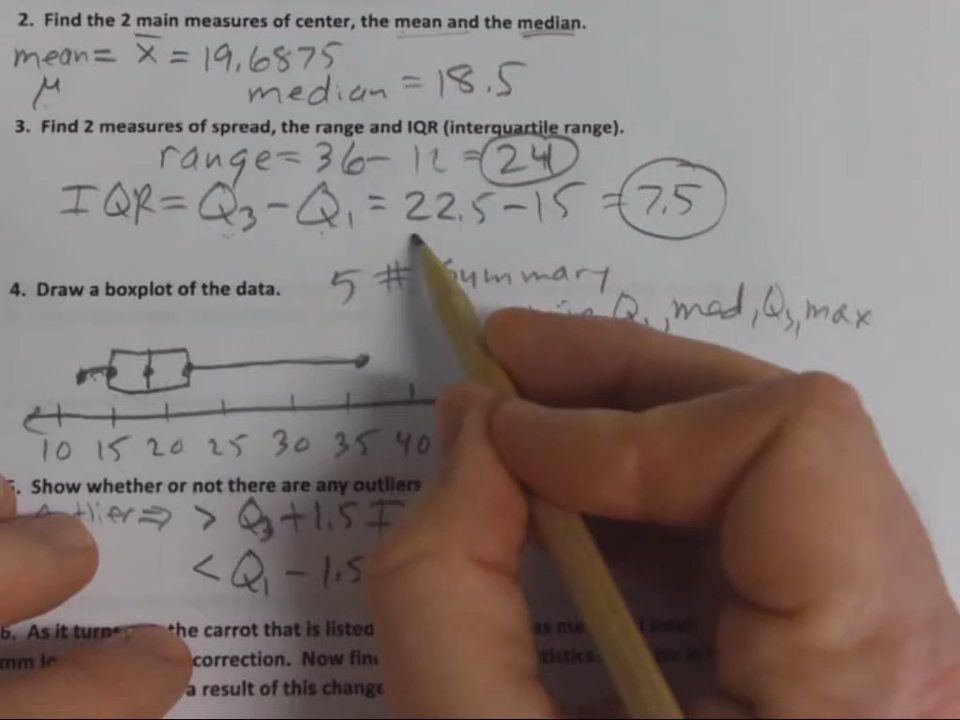 2. Find the 2 main measures of center, the mean and the median.
mean = x̄ = 19.6875
μ median = 18.5
3. Find 2 measures of spread, the range and IQR (interquartile range).
range = 36 - 12 = 24
IQR = Q3 - Q1 = 22.5 - 15 = 7.5
4. Draw a boxplot of the data. 5 # Summary
Q1, med, Q3, max
10 15 20 25 30 35 40
5. Show whether or not there are any outliers
⇒ > Q3 + 1.5 I
< Q1 - 1.5
6. As it turns the carrot that is listed
correction. Now
a result of this change